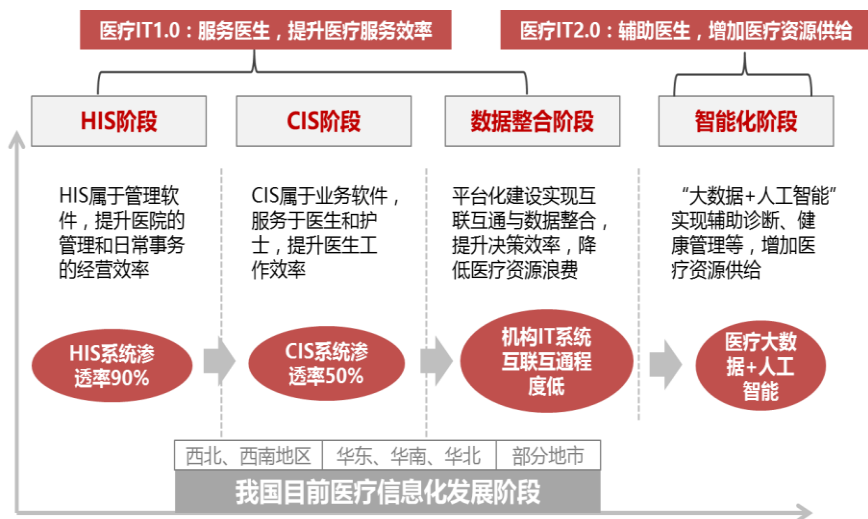 医疗IT1.0：服务医生，提升医疗服务效率
医疗IT2.0：辅助医生，增加医疗资源供给
HIS阶段
CIS阶段
数据整合阶段
智能化阶段
HIS属于管理软
件，提升医院的
管理和日常事务
的经营效率
CIS属于业务软件，
服务于医生和护
士，提升医生工
作效率
平台化建设实现互
联互通与数据整合，
提升决策效率，降
低医疗资源浪费
“大数据+人工智能”
实现辅助诊断、健
康管理等，增加医
疗资源供给
HIS系统渗
透率90%
CIS系统渗
透率50%
机构IT系统
互联互通程
度低
医疗大数
据+人工
智能
西北、西南地区
华东、华南、华北
部分地市
我国目前医疗信息化发展阶段